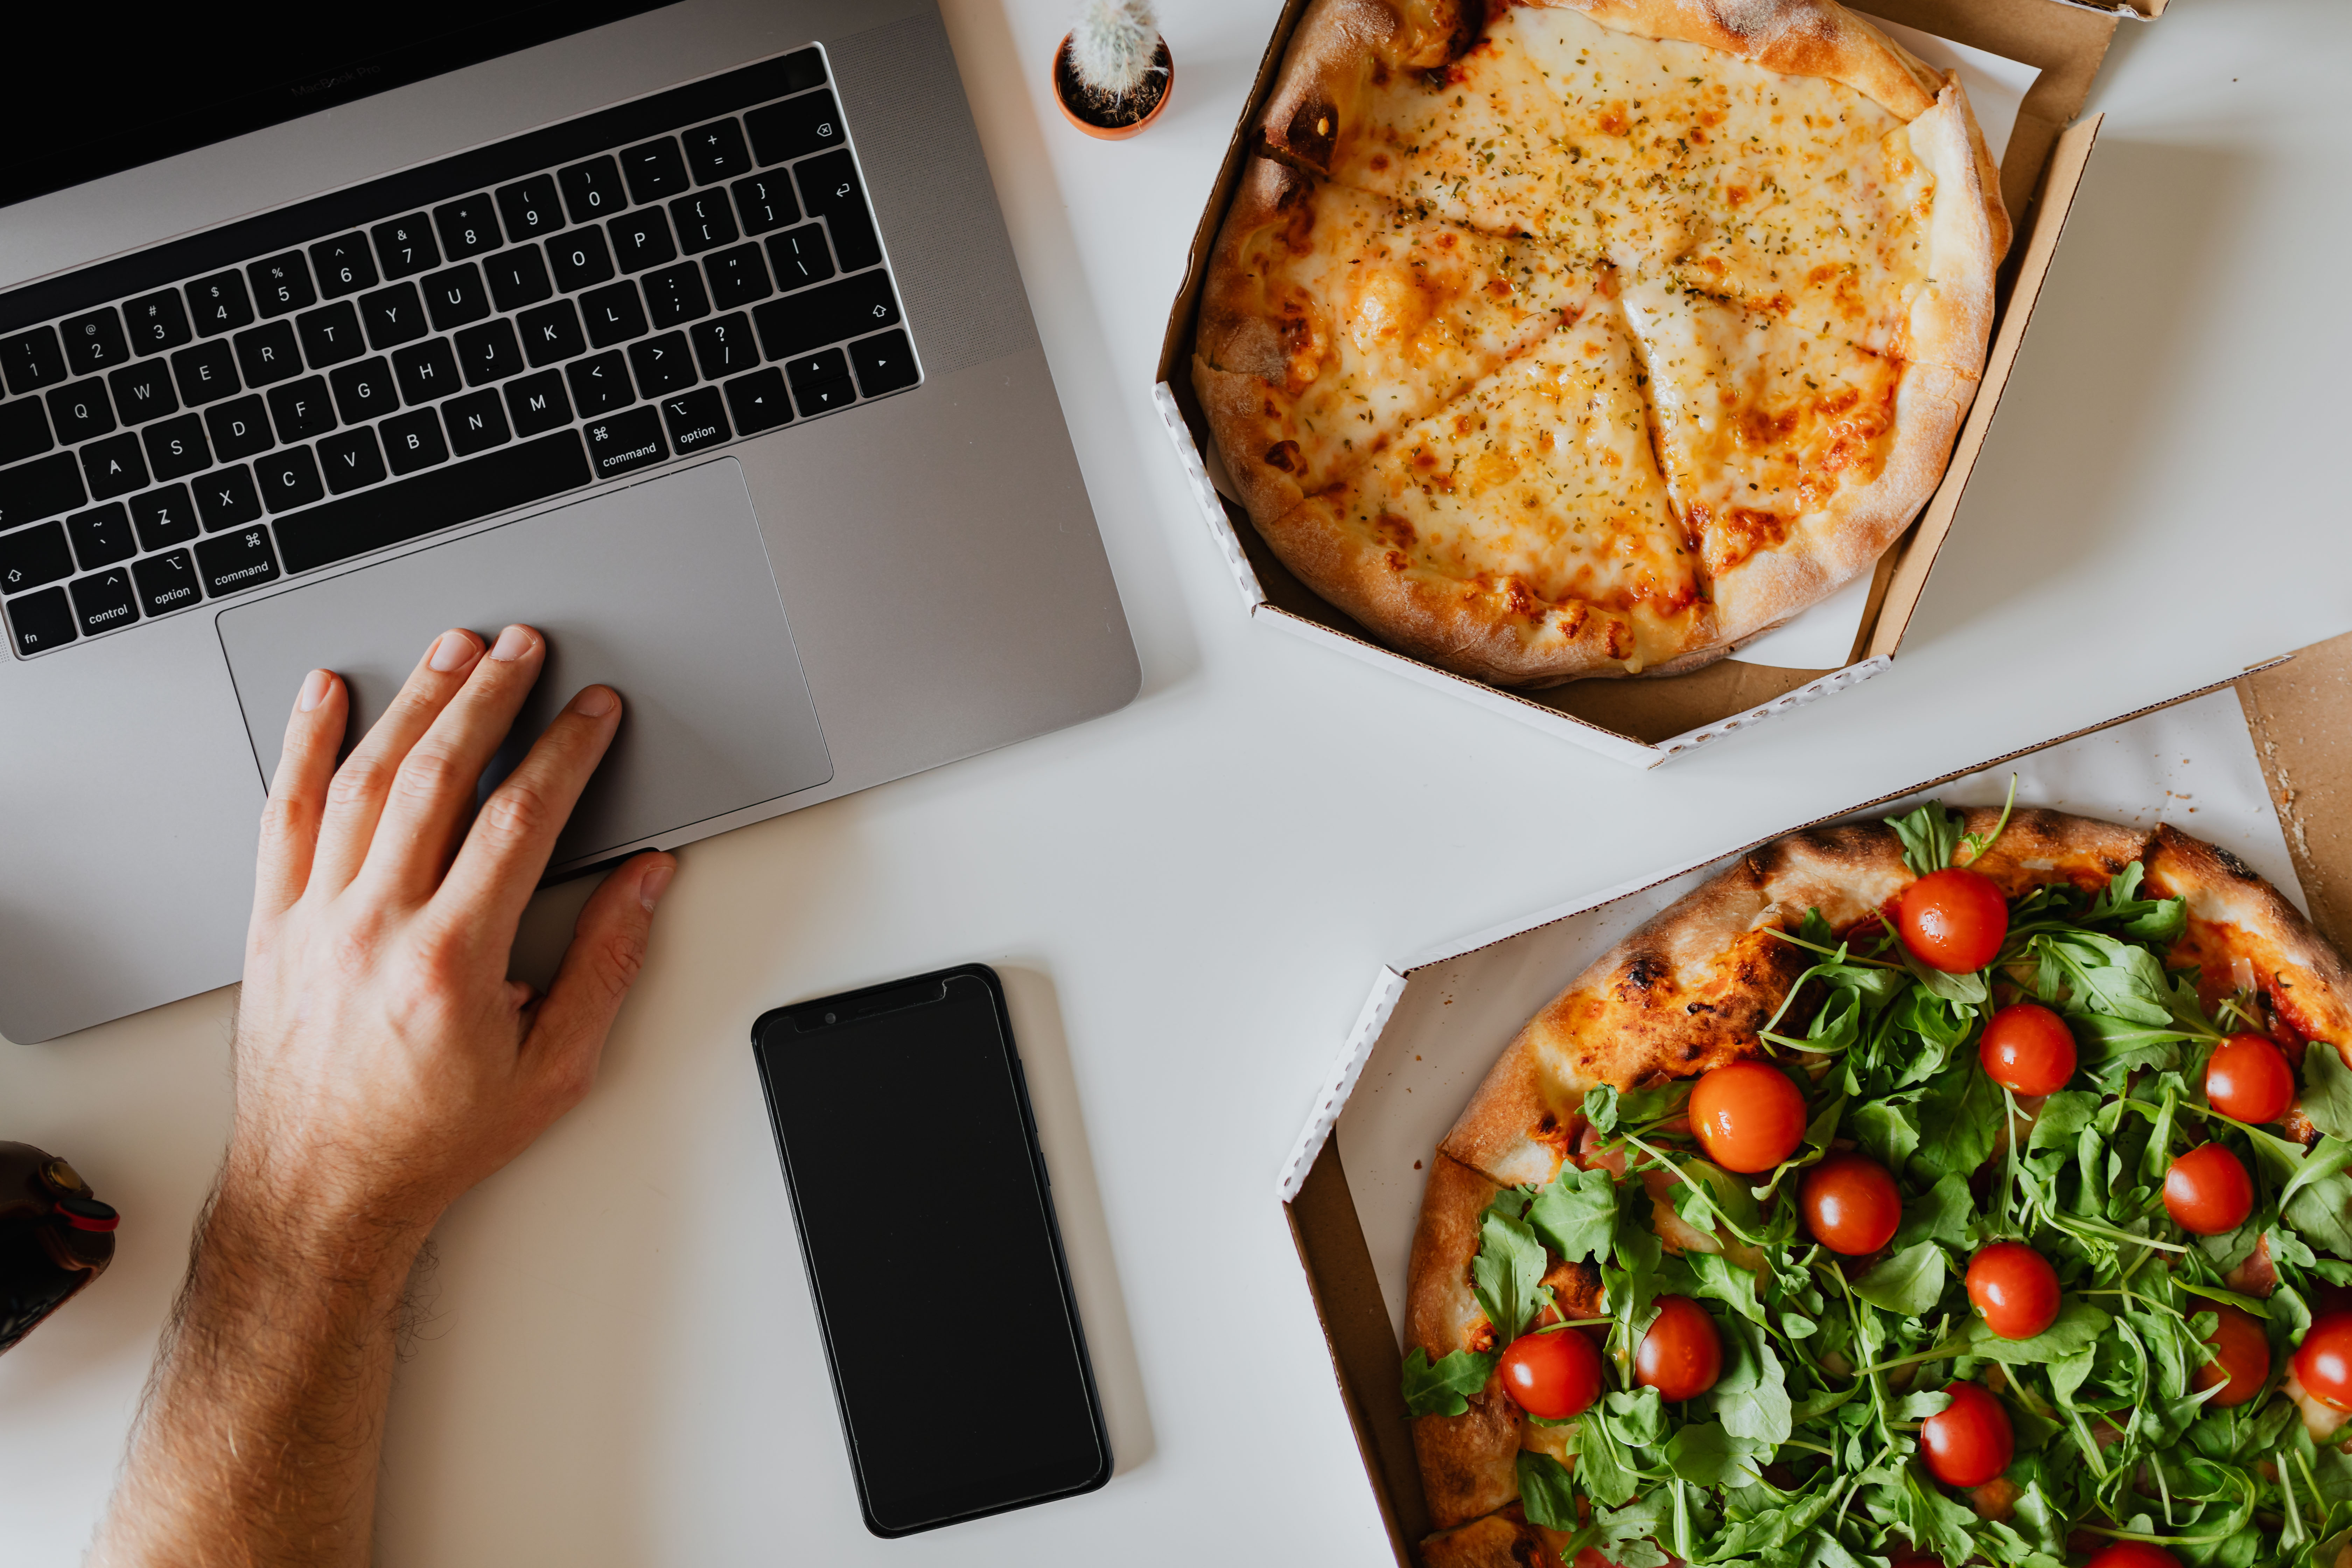 MacBook Pro
! @ # $ % ^ & * ( ) _ +
1 2 3 4 5 6 7 8 9 0 - =
Q W E R T Y U I O P { [ } ]
A S D F G H J K L : ; " ' | \
~ ` Z X C V B N M < , > . ? /
fn control ^ option ⌥ command ⌘ ⌘ command ⌥ option ◄ ▲ ▼ ►